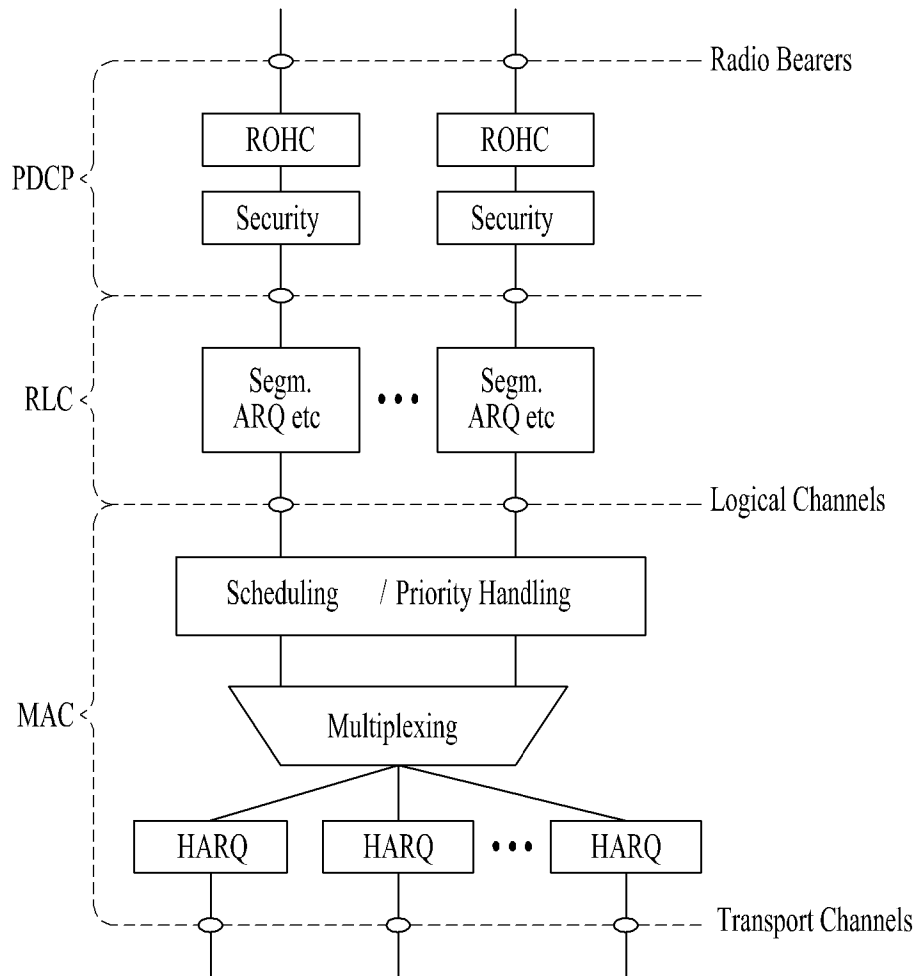 Radio Bearers
ROHC
ROHC
PDCP
Security
Security
RLC
Segm.
ARQ etc
Segm.
ARQ etc
Logical Channels
Scheduling / Priority Handling
MAC
Multiplexing
HARQ
HARQ
HARQ
Transport Channels